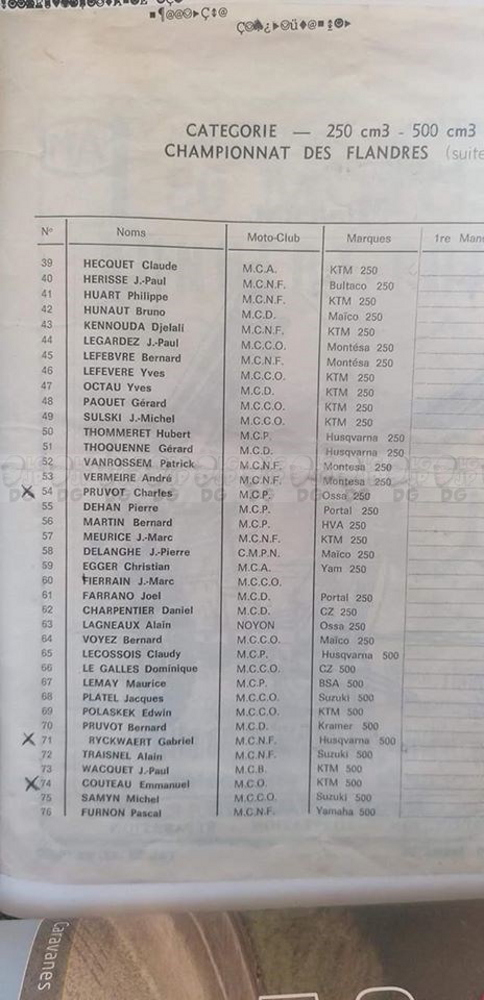 CATEGORIE — 250 cm3 - 500 cm3
CHAMPIONNAT DES FLANDRES (suite
N° Noms Moto-Club Marques 1re Man
39 HECQUET Claude M.C.A. KTM 250
40 HERISSE J.-Paul M.C.N.F. Bultaco 250
41 HUART Philippe M.C.N.F. KTM 250
42 HUNAUT Bruno M.C.D. Maïco 250
43 KENNOUDA Djelali M.C.N.F. KTM 250
44 LEGARDEZ J.-Paul M.C.C.O. Montésa 250
45 LEFEBVRE Bernard M.C.N.F. Montésa 250
46 LEFEVERE Yves M.C.C.O. KTM 250
47 OCTAU Yves M.C.D. KTM 250
48 PAOUET Gérard M.C.C.O. KTM 250
49 SULSKI J.-Michel M.C.C.O. KTM 250
50 THOMMERET Hubert M.C.P. Husqvarna 250
51 THOQUENNE Gérard M.C.D. Husqvarna 250
52 VANROSSEM Patrick M.C.N.F. Montesa 250
53 VERMEIRE André M.C.N.F. Montesa 250
X 54 PRUVOT Charles M.C.P. Ossa 250
55 DEHAN Pierre M.C.P. Portal 250
56 MARTIN Bernard M.C.P. HVA 250
57 MEURICE J.-Marc M.C.N.F. KTM 250
58 DELANGHE J.-Pierre C.M.P.N. Maïco 250
59 EGGER Christian M.C.A. Yam 250
60 FIERRAIN J.-Marc M.C.C.O.
61 FARRANO Joel M.C.D. Portal 250
62 CHARPENTIER Daniel M.C.D. CZ 250
63 LAGNEAUX Alain NOYON Ossa 250
64 VOYEZ Bernard M.C.C.O. Maïco 250
65 LECOSSOIS Claudy M.C.P. Husqvarna 500
66 LE GALLES Dominique M.C.C.O. CZ 500
67 LEMAY Maurice M.C.P. BSA 500
68 PLATEL Jacques M.C.C.O. Suzuki 500
69 POLASKEK Edwin M.C.C.O. KTM 500
70 PRUVOT Bernard M.C.D. Kramer 500
X 71 RYCKWAERT Gabriel M.C.N.F. Husqvarna 500
72 TRAISNEL Alain M.C.N.F. Suzuki 500
73 WACQUET J.-Paul M.C.B. KTM 500
X 74 COUTEAU Emmanuel M.C.O. KTM 500
75 SAMYN Michel M.C.C.O. Suzuki 500
76 FURNON Pascal M.C.N.F. Yamaha 500
Caravanes